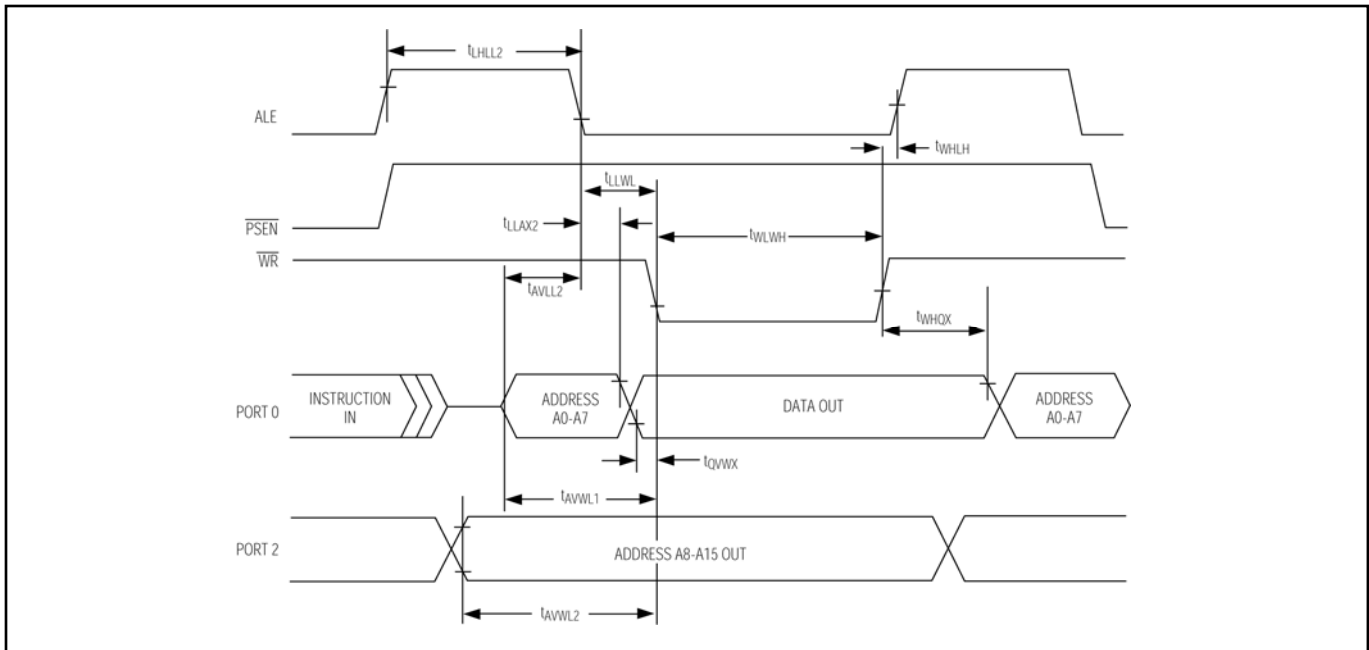 tLHLL2
ALE
tWHLH
tLLWL
tLLAX2
PSEN
tWLWH
WR
tAVLL2
tWHQX
PORT 0
INSTRUCTION
IN
ADDRESS
A0-A7
DATA OUT
ADDRESS
A0-A7
tQVWX
tAVWL1
PORT 2
ADDRESS A8-A15 OUT
tAVWL2